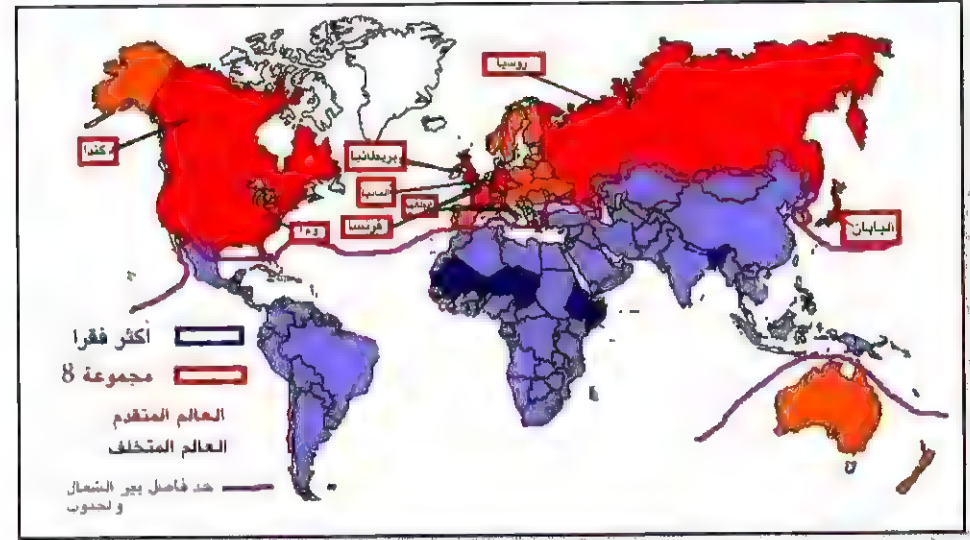 روسيا
كندا
بريطانيا
ألمانيا
إيطاليا
فرنسا
و م أ
اليابان
أكثر فقرا
مجموعة 8
العالم المتقدم
العالم المتخلف
حد فاصل بين الشمال
والجنوب